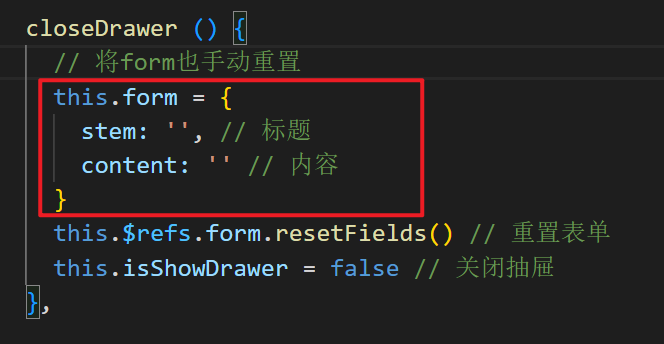 closeDrawer () {
// 将form也手动重置
this.form = {
stem: '', // 标题
content: '' // 内容
}
this.$refs.form.resetFields() // 重置表单
this.isShowDrawer = false // 关闭抽屉
},